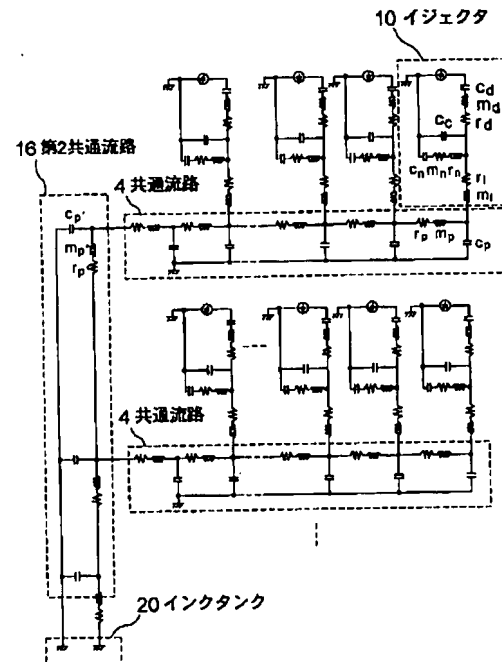 10 イジェクタ
16 第2共通流路
4 共通流路
cd
md
rd
cc
cn mn rn
rl
ml
cp'
mp'
rp'
rp mp
cp
4 共通流路
20 インクタンク